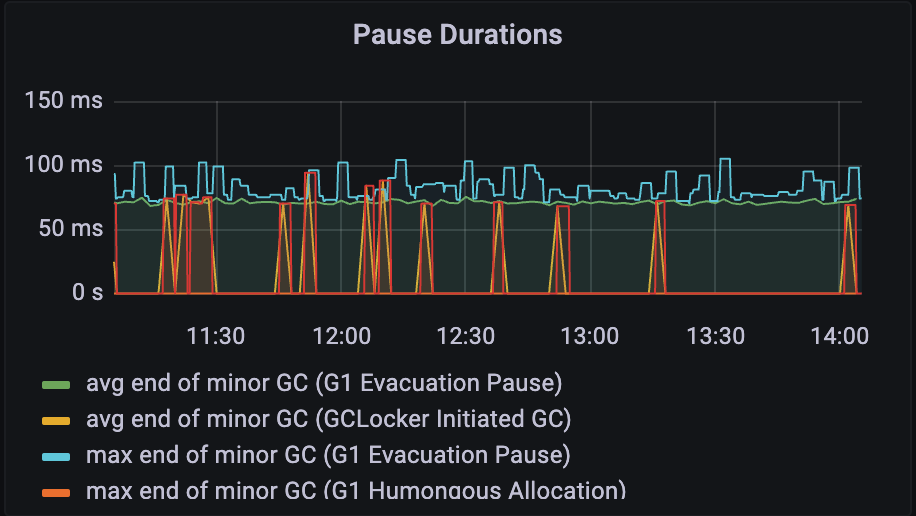 Pause Durations
150 ms
100 ms
50 ms
0 s
11:30 12:00 12:30 13:00 13:30 14:00
avg end of minor GC (G1 Evacuation Pause)
avg end of minor GC (GCLocker Initiated GC)
max end of minor GC (G1 Evacuation Pause)
max end of minor GC (G1 Humongous Allocation)